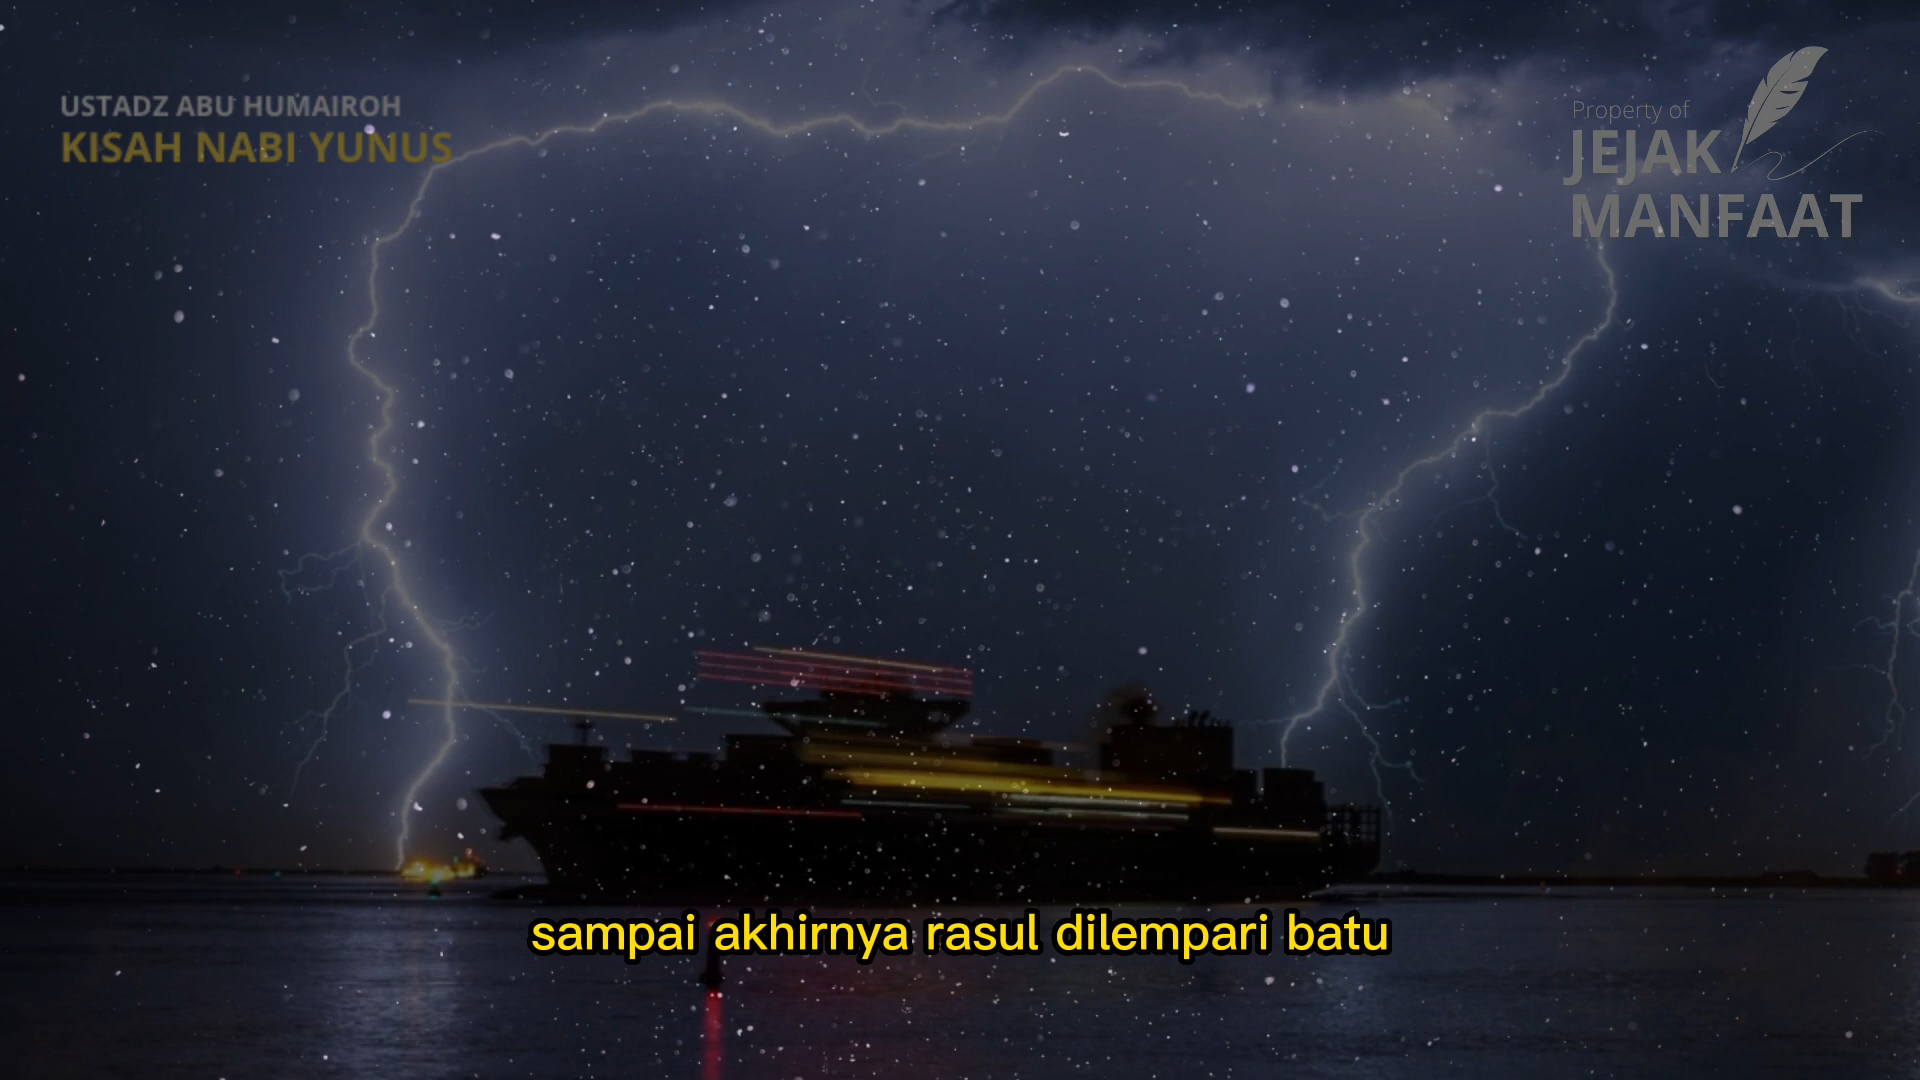 USTADZ ABU HUMAIROH
KISAH NABI YUNUS
Property of
JEJAK
MANFAAT
sampai akhirnya rasul dilempari batu